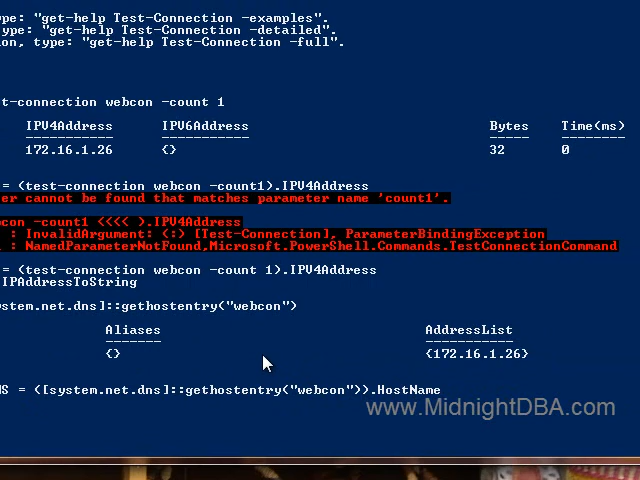 ype: "get-help Test-Connection -examples".
type: "get-help Test-Connection -detailed".
on, type: "get-help Test-Connection -full".
st-connection webcon -count 1
IPV4Address IPV6Address Bytes Time(ms)
----------- ----------- ----- --------
172.16.1.26 {} 32 0
= (test-connection webcon -count1).IPV4Address
er cannot be found that matches parameter name 'count1'.
bcon -count1 <<<< ).IPV4Address
: InvalidArgument: (:) [Test-Connection], ParameterBindingException
: NamedParameterNotFound,Microsoft.PowerShell.Commands.TestConnectionCommand
= (test-connection webcon -count 1).IPV4Address
IPAddressToString
ystem.net.dns]::gethostentry("webcon")
Aliases AddressList
------- -----------
{} {172.16.1.26}
NS = ([system.net.dns]::gethostentry("webcon")).HostName
www.MidnightDBA.com